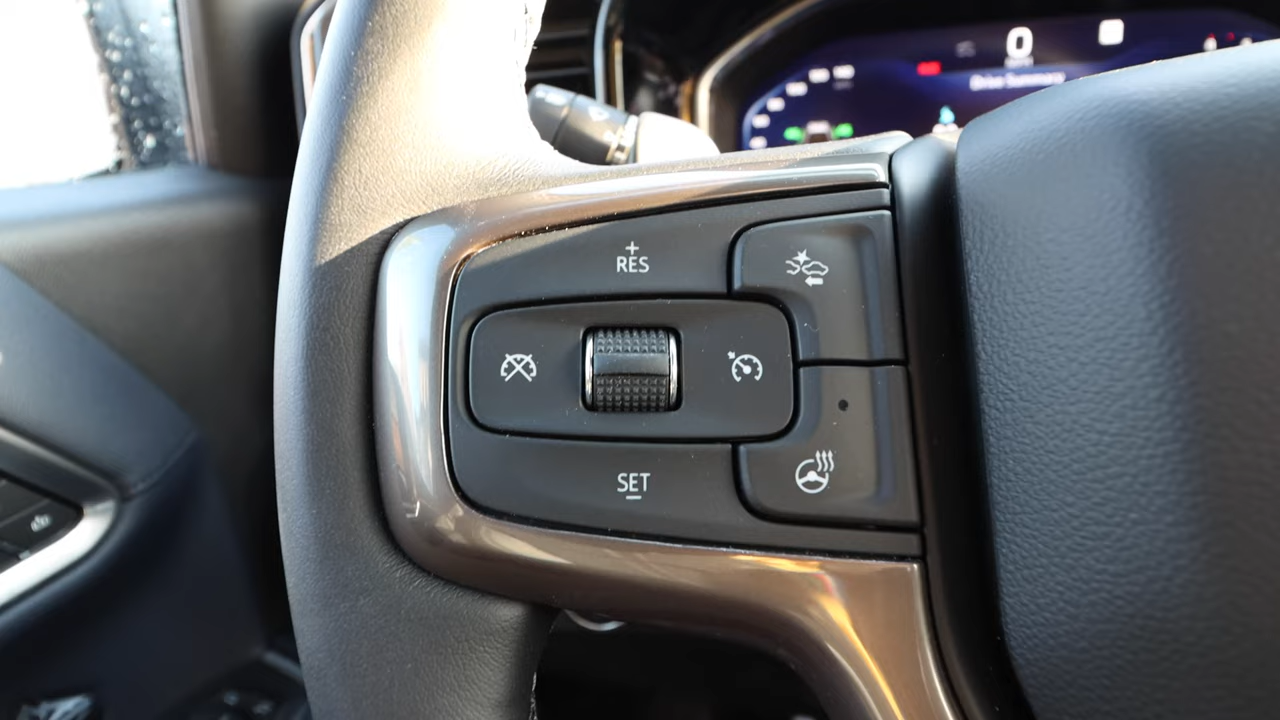 0
Drive Summary
+
RES
SET
–